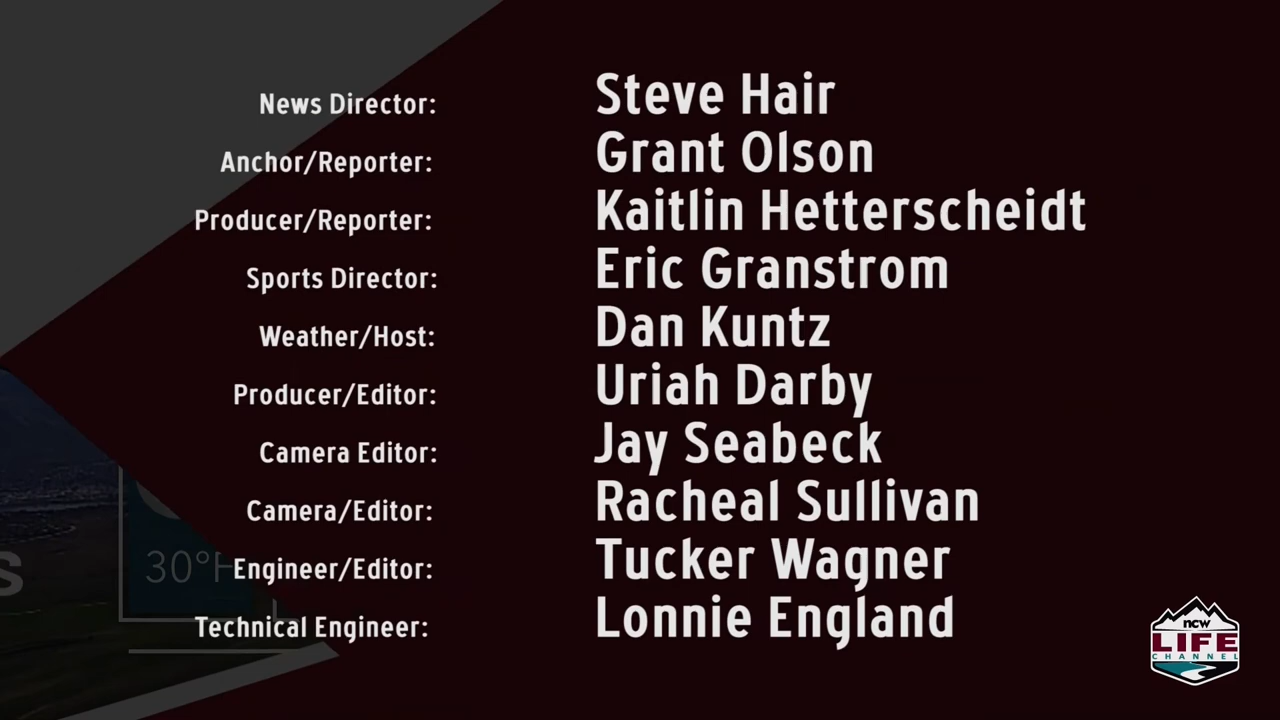 News Director: Steve Hair
Anchor/Reporter: Grant Olson
Producer/Reporter: Kaitlin Hetterscheidt
Sports Director: Eric Granstrom
Weather/Host: Dan Kuntz
Producer/Editor: Uriah Darby
Camera Editor: Jay Seabeck
Camera/Editor: Racheal Sullivan
Engineer/Editor: Tucker Wagner
Technical Engineer: Lonnie England
30°H
ncw
LIFE
CHANNEL